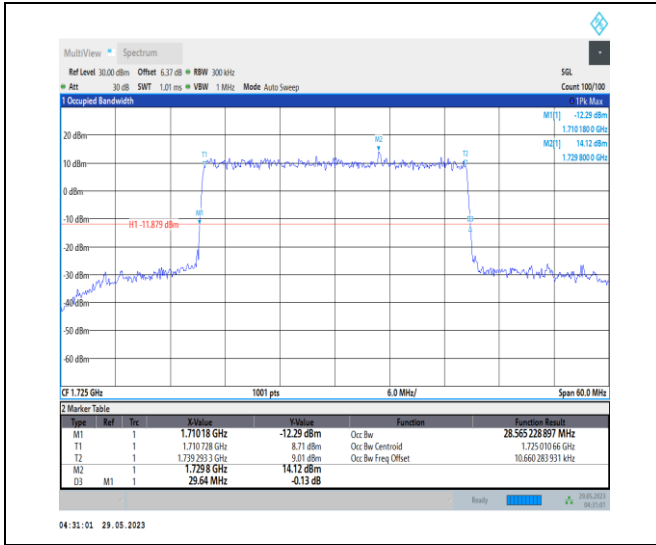 MultiView Spectrum
Ref Level 30.00 dBm Offset 6.37 dB RBW 300 kHz SGL
Att 30 dB SWT 1.01 ms VBW 1 MHz Mode Auto Sweep Count 100/100
1 Occupied Bandwidth 1Pk Max
M1[1] -12.29 dBm
1.710 180 0 GHz
M2[1] 14.12 dBm
1.729 800 0 GHz
20 dBm
M2
T1 T2
10 dBm
0 dBm
M1
-10 dBm
H1 -11.879 dBm
D3
-20 dBm
-30 dBm
-40 dBm
-50 dBm
-60 dBm
CF 1.725 GHz 1001 pts 6.0 MHz/ Span 60.0 MHz
2 Marker Table
Type Ref Trc X-Value Y-Value Function Function Result
M1 1 1.71018 GHz -12.29 dBm Occ Bw 28.565 228 897 MHz
T1 1 1.710 728 GHz 8.71 dBm Occ Bw Centroid 1.725 010 66 GHz
T2 1 1.739 293 3 GHz 9.01 dBm Occ Bw Freq Offset 10.660 283 931 kHz
M2 1 1.7298 GHz 14.12 dBm
D3 M1 1 29.64 MHz -0.13 dB
Ready 29.05.2023
04:31:01
04:31:01 29.05.2023